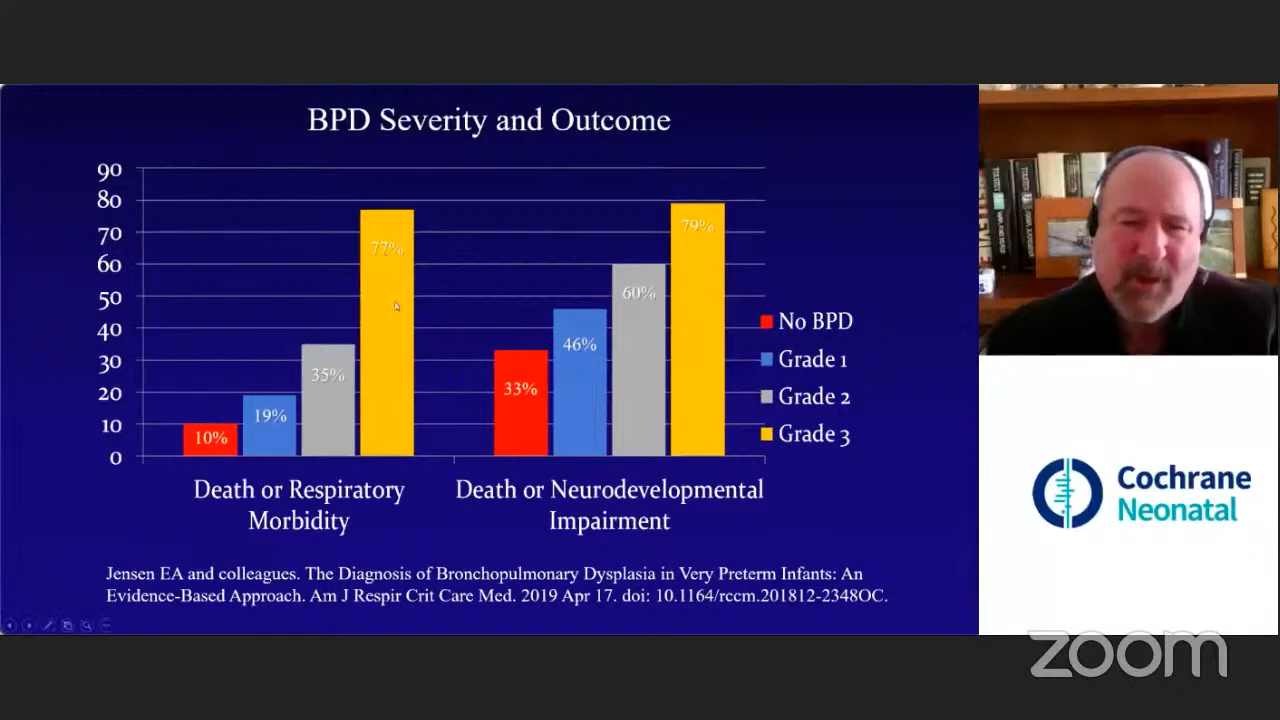 BPD Severity and Outcome
90
80
70
60
50
40
30
20
10
0
10%
19%
35%
77%
33%
46%
60%
79%
No BPD
Grade 1
Grade 2
Grade 3
Death or Respiratory
Morbidity
Death or Neurodevelopmental
Impairment
Jensen EA and colleagues. The Diagnosis of Bronchopulmonary Dysplasia in Very Preterm Infants: An
Evidence-Based Approach. Am J Respir Crit Care Med. 2019 Apr 17. doi: 10.1164/rccm.201812-2348OC.
Cochrane
Neonatal
zoom